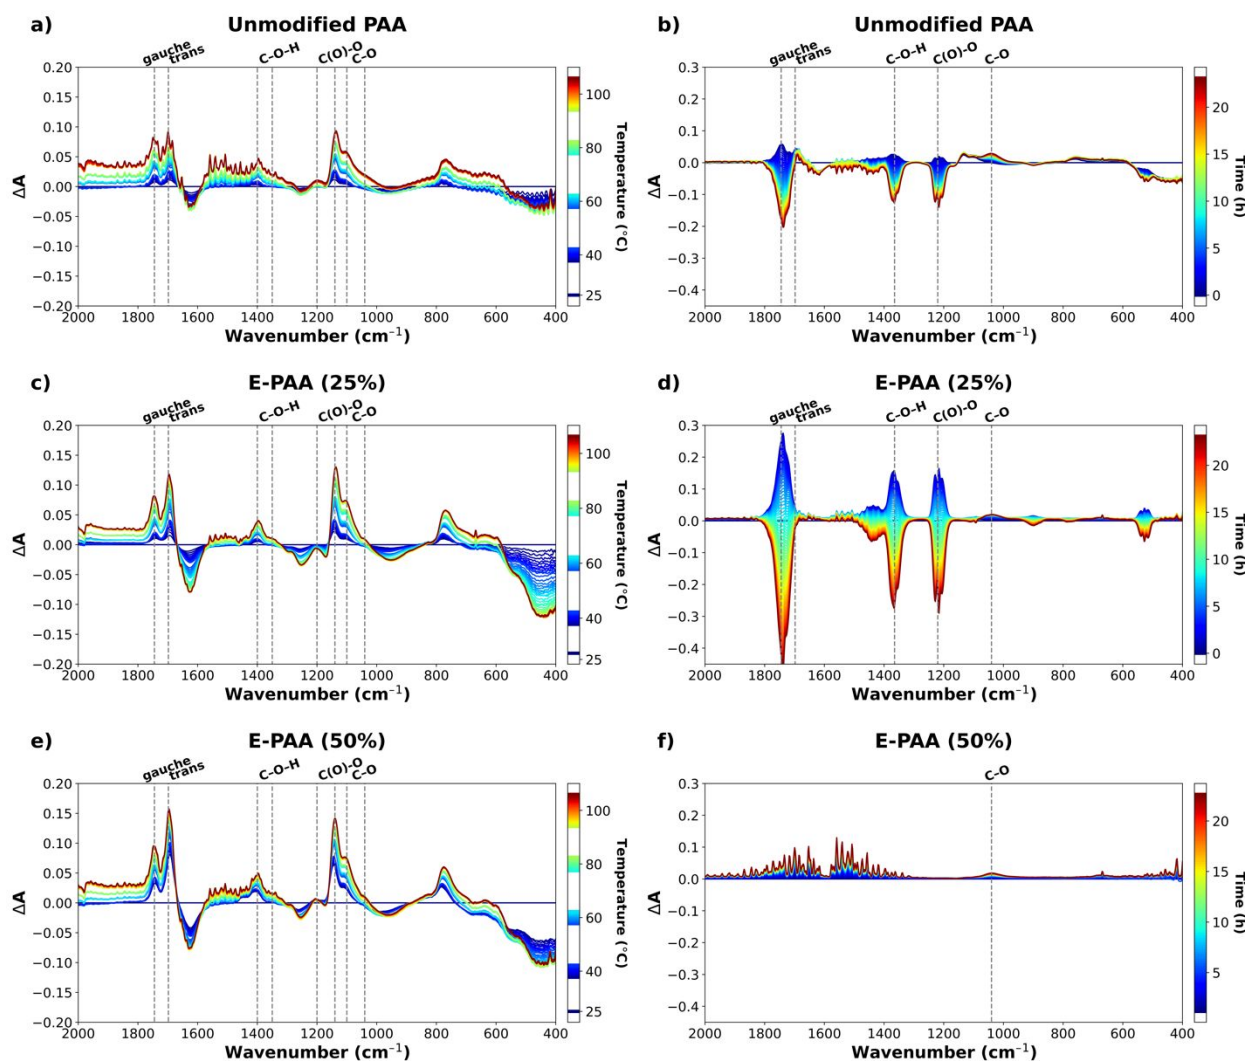 a) Unmodified PAA
gauche trans C–O–H C(O)–O C–O
0.20
0.15
0.10
0.05
0.00
−0.05
−0.10
−0.15
−0.20
ΔA
2000 1800 1600 1400 1200 1000 800 600 400
Wavenumber (cm⁻¹)
100
80
60
40
25
Temperature (°C)
b) Unmodified PAA
gauche trans C–O–H C(O)–O C–O
0.3
0.2
0.1
0.0
−0.1
−0.2
−0.3
−0.4
ΔA
2000 1800 1600 1400 1200 1000 800 600 400
Wavenumber (cm⁻¹)
20
15
10
5
0
Time (h)
c) E-PAA (25%)
gauche trans C–O–H C(O)–O C–O
0.20
0.15
0.10
0.05
0.00
−0.05
−0.10
−0.15
−0.20
ΔA
2000 1800 1600 1400 1200 1000 800 600 400
Wavenumber (cm⁻¹)
100
80
60
40
25
Temperature (°C)
d) E-PAA (25%)
gauche trans C–O–H C(O)–O C–O
0.3
0.2
0.1
0.0
−0.1
−0.2
−0.3
−0.4
ΔA
2000 1800 1600 1400 1200 1000 800 600 400
Wavenumber (cm⁻¹)
20
15
10
5
0
Time (h)
e) E-PAA (50%)
gauche trans C–O–H C(O)–O C–O
0.20
0.15
0.10
0.05
0.00
−0.05
−0.10
−0.15
−0.20
ΔA
2000 1800 1600 1400 1200 1000 800 600 400
Wavenumber (cm⁻¹)
100
80
60
40
25
Temperature (°C)
f) E-PAA (50%)
C–O
0.3
0.2
0.1
0.0
−0.1
−0.2
−0.3
−0.4
ΔA
2000 1800 1600 1400 1200 1000 800 600 400
Wavenumber (cm⁻¹)
20
15
10
5
Time (h)